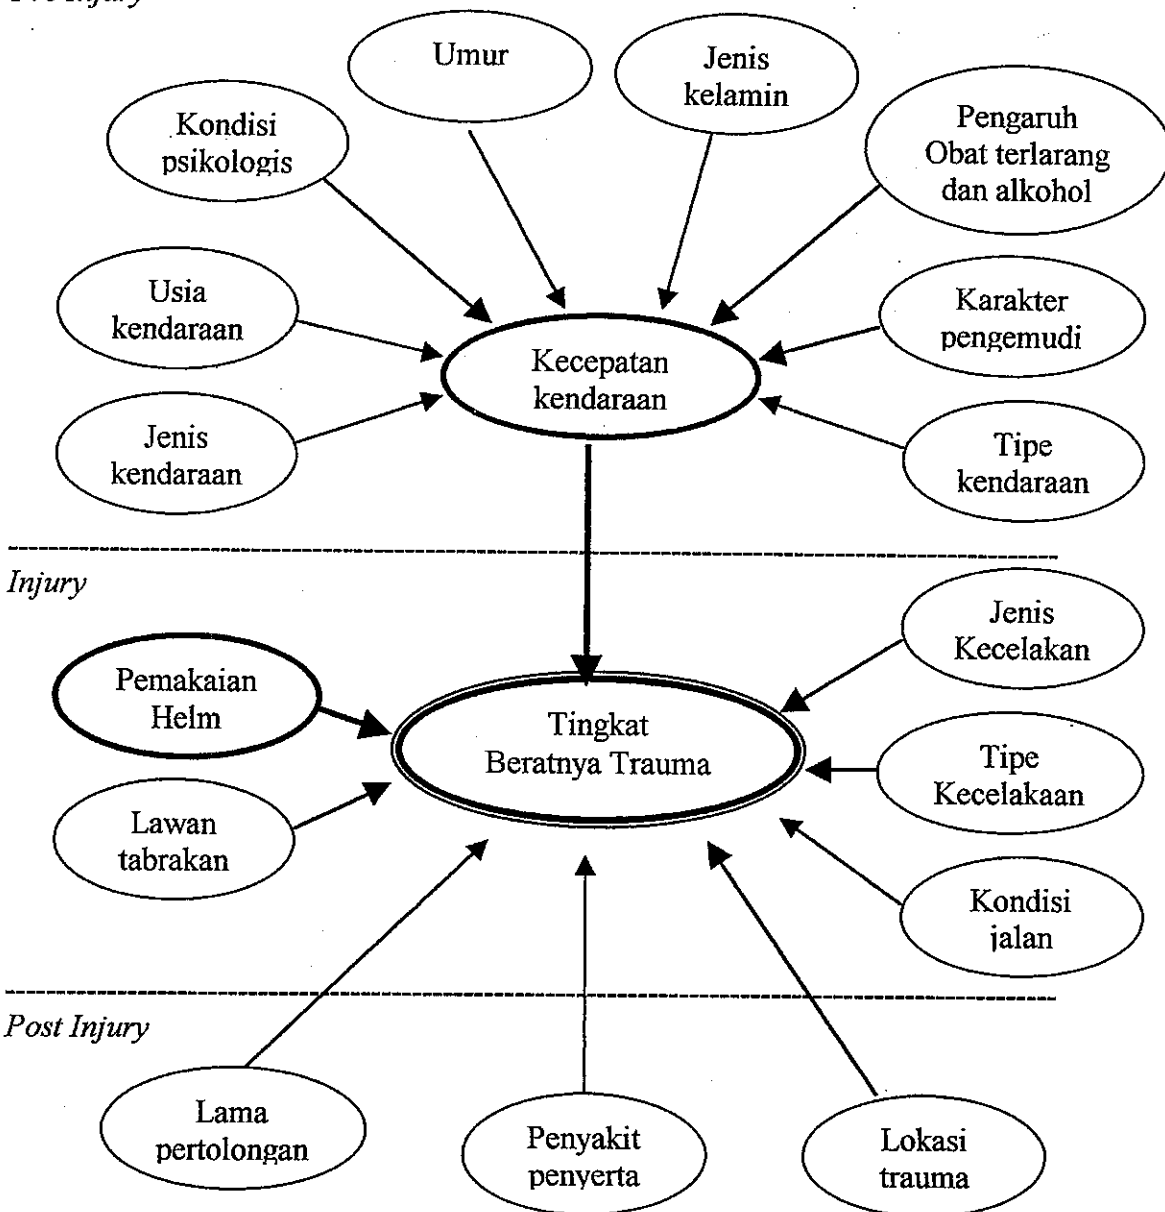 Umur
Jenis
kelamin
Kondisi
psikologis
Pengaruh
Obat terlarang
dan alkohol
Usia
kendaraan
Karakter
pengemudi
Kecepatan
kendaraan
Jenis
kendaraan
Tipe
kendaraan
Injury
Jenis
Kecelakan
Pemakaian
Helm
Tingkat
Beratnya Trauma
Tipe
Kecelakaan
Lawan
tabrakan
Kondisi
jalan
Post Injury
Lama
pertolongan
Penyakit
penyerta
Lokasi
trauma